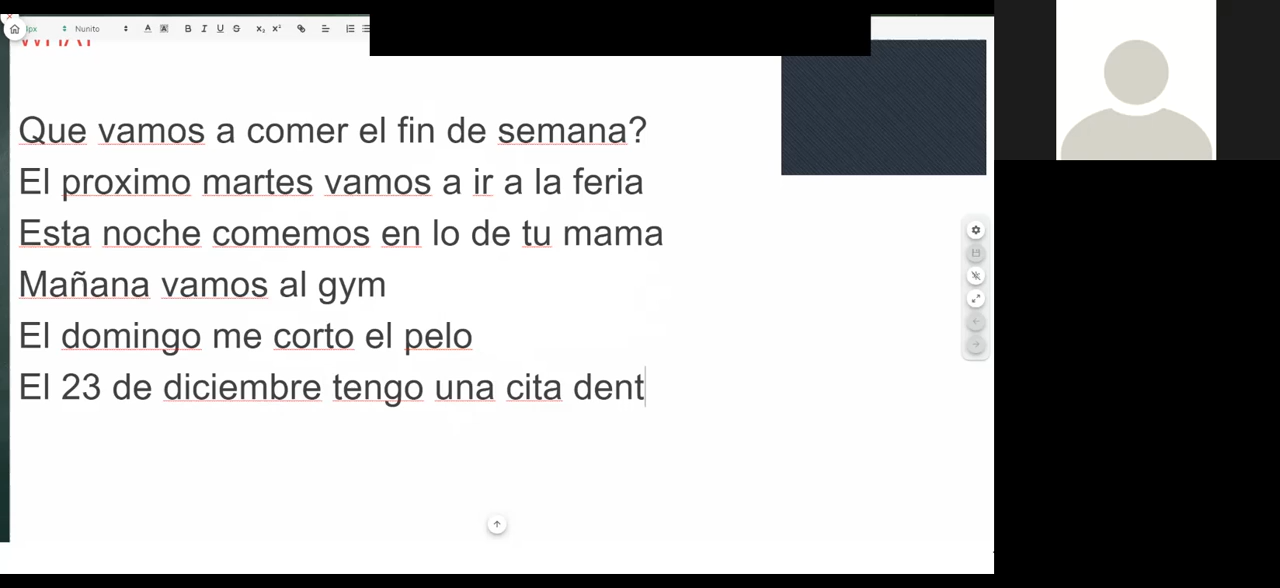 Nunito
Que vamos a comer el fin de semana?
El proximo martes vamos a ir a la feria
Esta noche comemos en lo de tu mama
Mañana vamos al gym
El domingo me corto el pelo
El 23 de diciembre tengo una cita dent